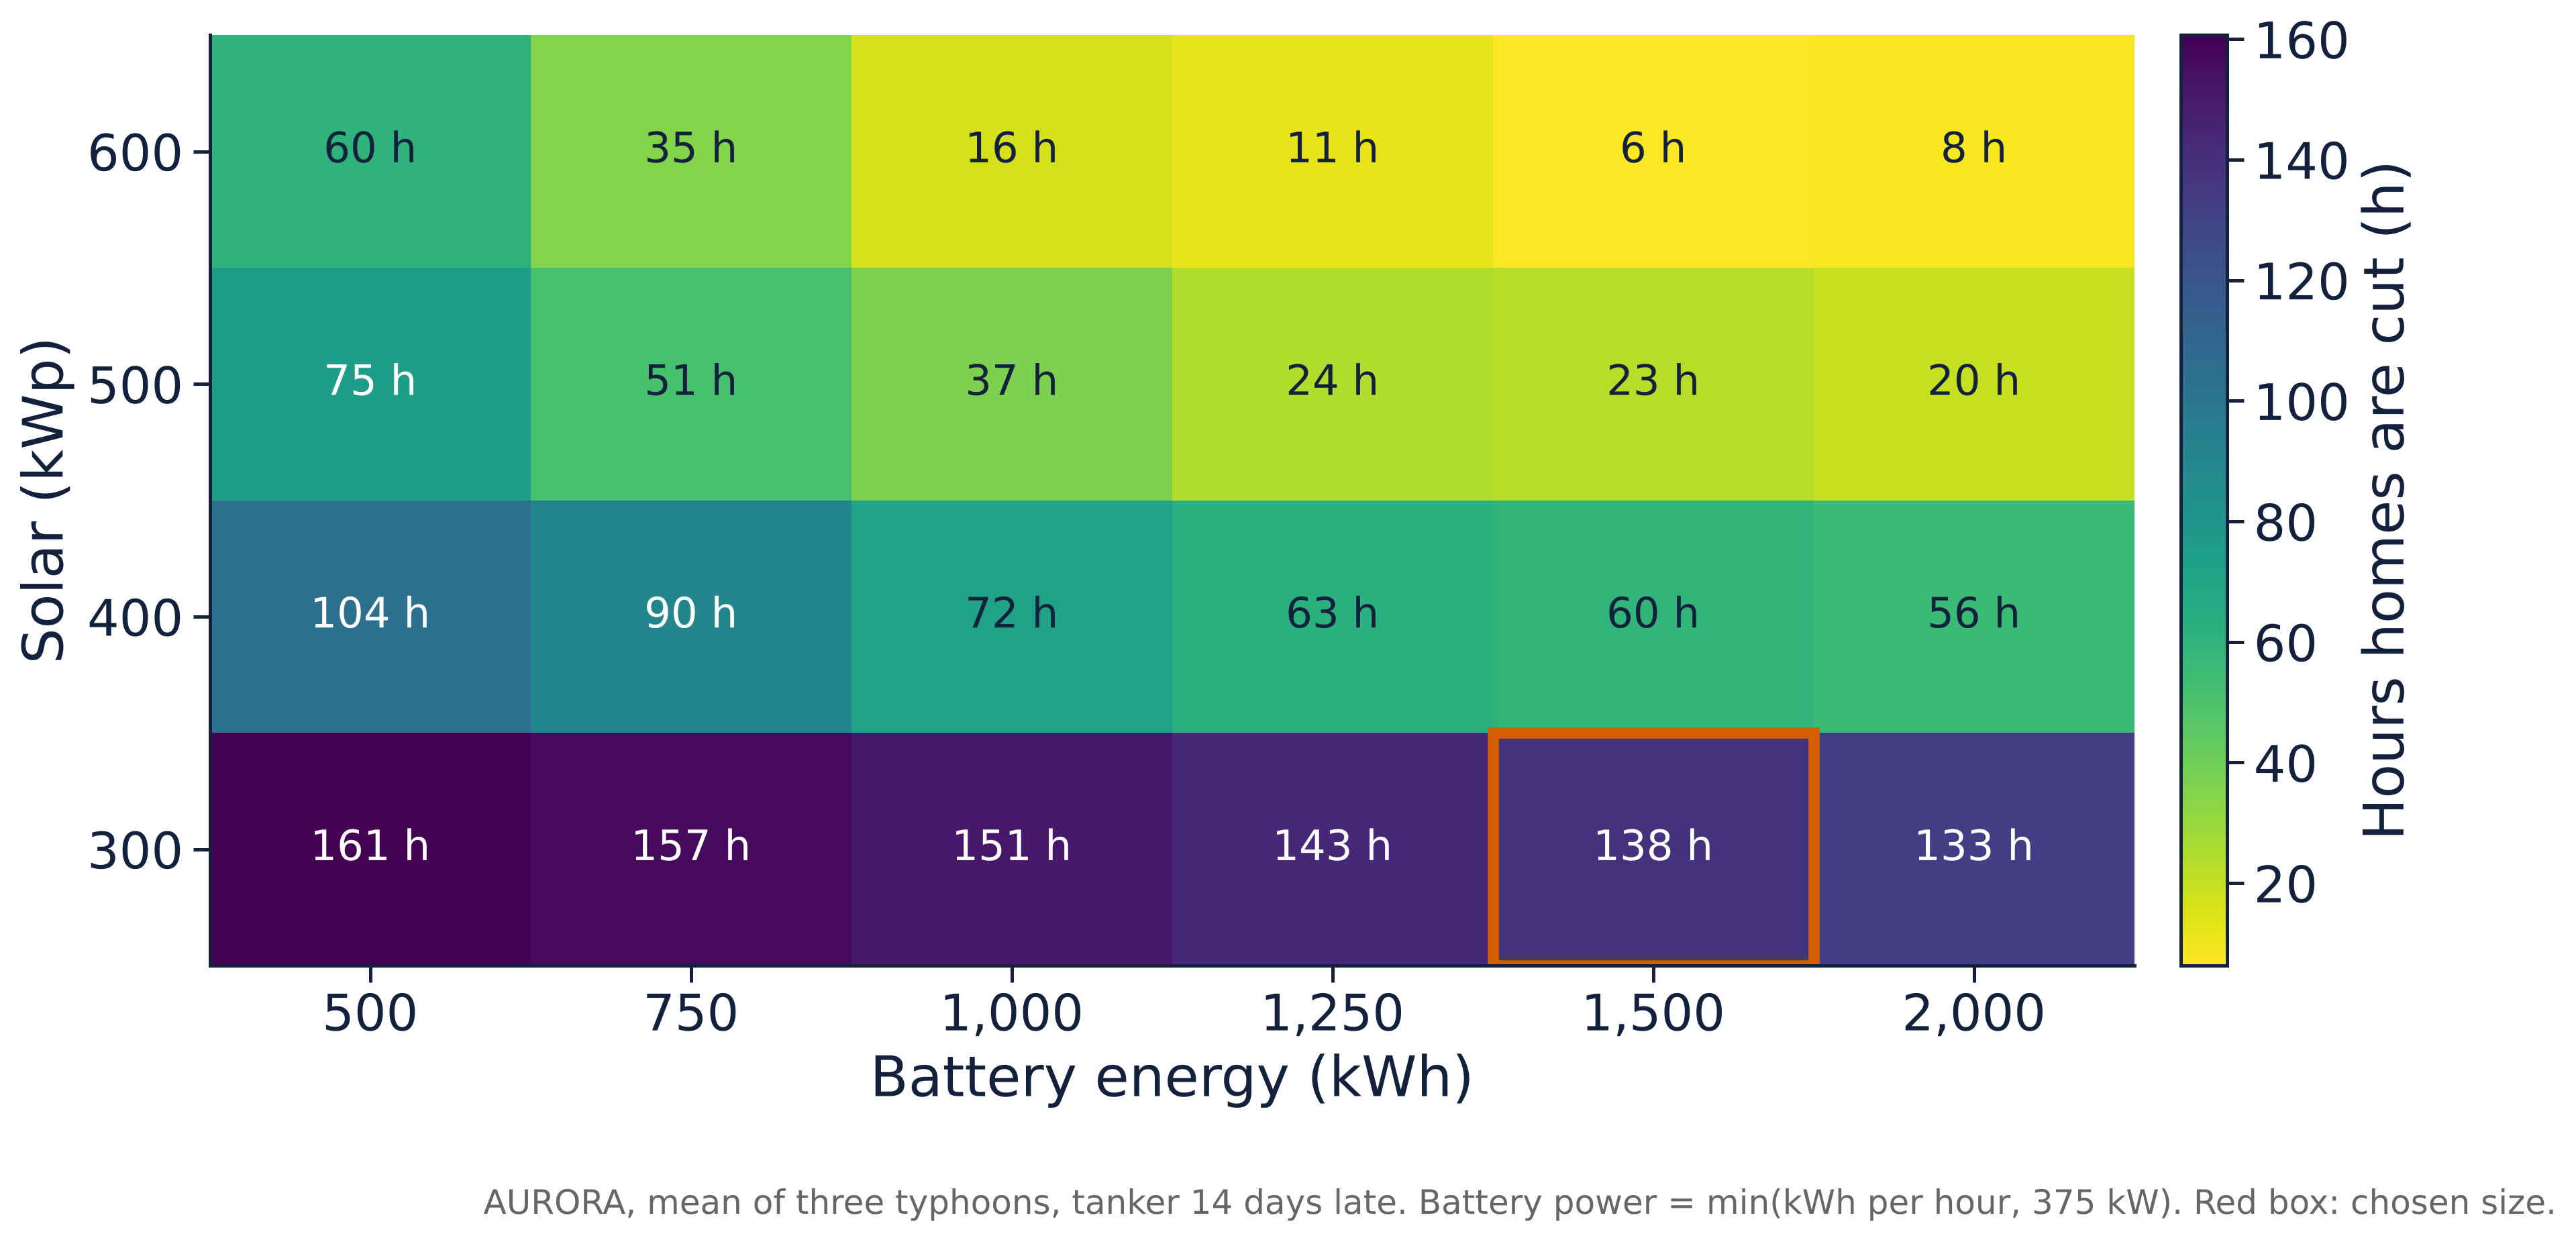 600
60 h 35 h 16 h 11 h 6 h 8 h
500
75 h 51 h 37 h 24 h 23 h 20 h
400
104 h 90 h 72 h 63 h 60 h 56 h
300
161 h 157 h 151 h 143 h 138 h 133 h
Solar (kWp)
500 750 1,000 1,250 1,500 2,000
Battery energy (kWh)
160
140
120
100
80
60
40
20
Hours homes are cut (h)
AURORA, mean of three typhoons, tanker 14 days late. Battery power = min(kWh per hour, 375 kW). Red box: chosen size.